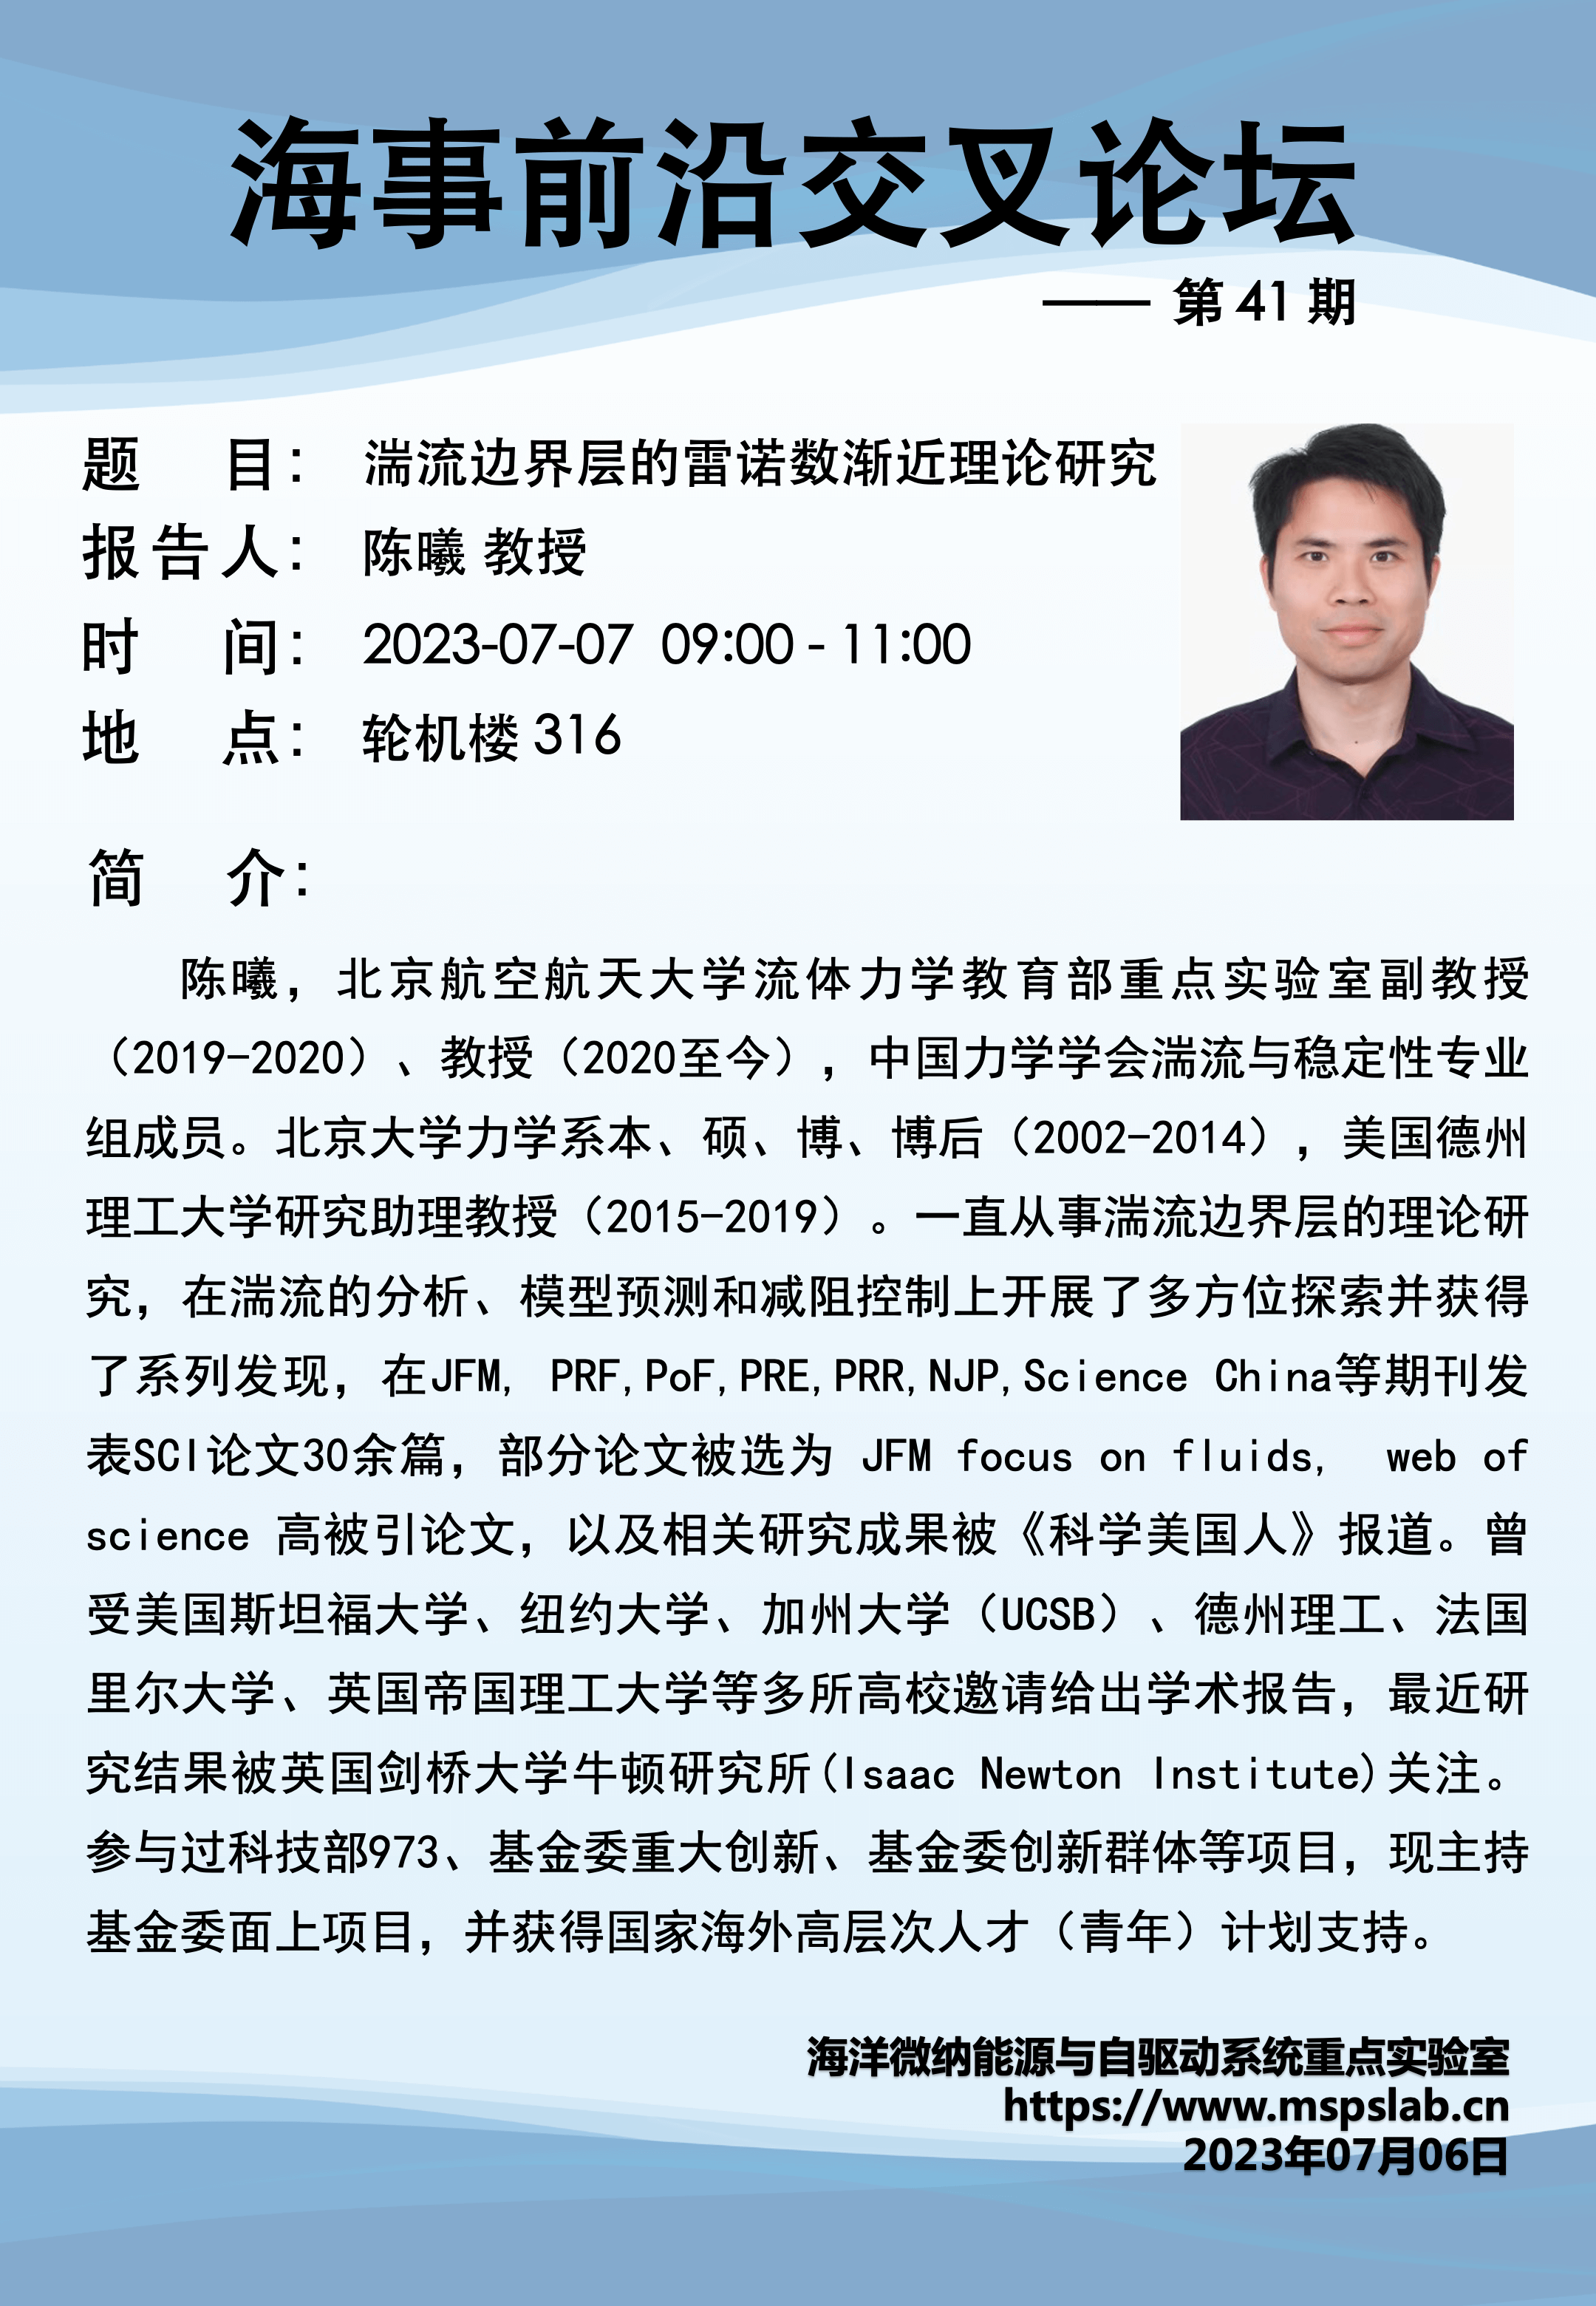 海事前沿交叉论坛
—— 第 41 期
题 目： 湍流边界层的雷诺数渐近理论研究
报告人： 陈曦 教授
时 间： 2023-07-07 09:00 - 11:00
地 点： 轮机楼 316
简 介：
陈曦，北京航空航天大学流体力学教育部重点实验室副教授
（2019-2020）、教授（2020至今），中国力学学会湍流与稳定性专业
组成员。北京大学力学系本、硕、博、博后（2002-2014），美国德州
理工大学研究助理教授（2015-2019）。一直从事湍流边界层的理论研
究，在湍流的分析、模型预测和减阻控制上开展了多方位探索并获得
了系列发现，在JFM, PRF,PoF,PRE,PRR,NJP,Science China等期刊发
表SCI论文30余篇，部分论文被选为 JFM focus on fluids, web of
science 高被引论文，以及相关研究成果被《科学美国人》报道。曾
受美国斯坦福大学、纽约大学、加州大学（UCSB）、德州理工、法国
里尔大学、英国帝国理工大学等多所高校邀请给出学术报告，最近研
究结果被英国剑桥大学牛顿研究所(Isaac Newton Institute)关注。
参与过科技部973、基金委重大创新、基金委创新群体等项目，现主持
基金委面上项目，并获得国家海外高层次人才（青年）计划支持。
海洋微纳能源与自驱动系统重点实验室
https://www.mspslab.cn
2023年07月06日